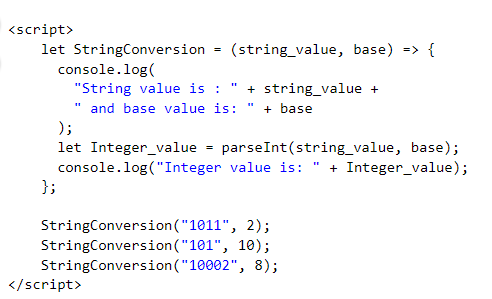 <script>
    let StringConversion = (string_value, base) => {
      console.log(
        "String value is : " + string_value +
        " and base value is: " + base
      );
      let Integer_value = parseInt(string_value, base);
      console.log("Integer value is: " + Integer_value);
    };

    StringConversion("1011", 2);
    StringConversion("101", 10);
    StringConversion("10002", 8);
</script>